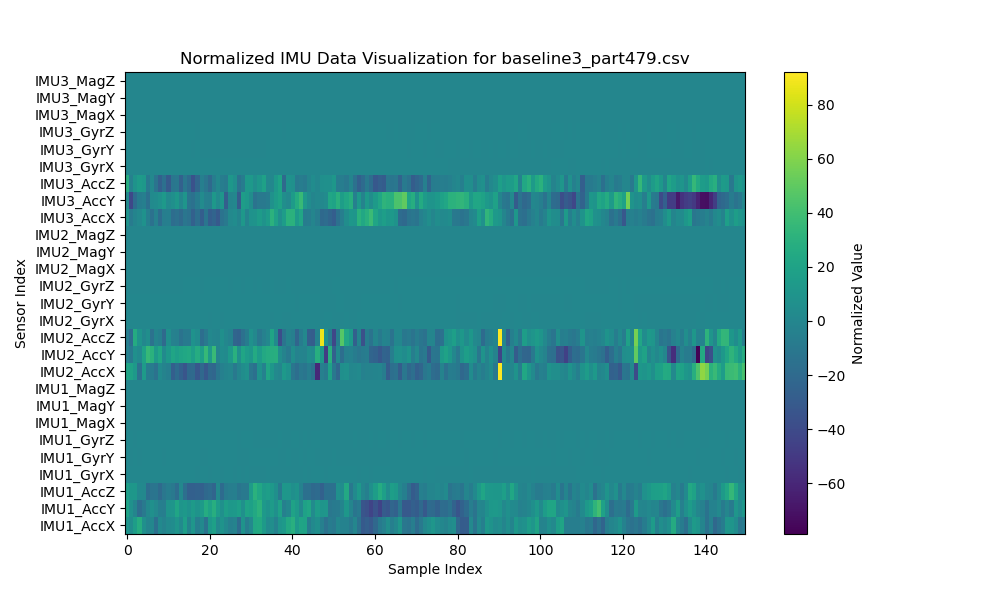 Normalized IMU Data Visualization for baseline3_part479.csv
IMU3_MagZ
IMU3_MagY
IMU3_MagX
IMU3_GyrZ
IMU3_GyrY
IMU3_GyrX
IMU3_AccZ
IMU3_AccY
IMU3_AccX
IMU2_MagZ
IMU2_MagY
IMU2_MagX
IMU2_GyrZ
IMU2_GyrY
IMU2_GyrX
IMU2_AccZ
IMU2_AccY
IMU2_AccX
IMU1_MagZ
IMU1_MagY
IMU1_MagX
IMU1_GyrZ
IMU1_GyrY
IMU1_GyrX
IMU1_AccZ
IMU1_AccY
IMU1_AccX
Sensor Index
0 20 40 60 80 100 120 140
Sample Index
80
60
40
20
0
−20
−40
−60
Normalized Value